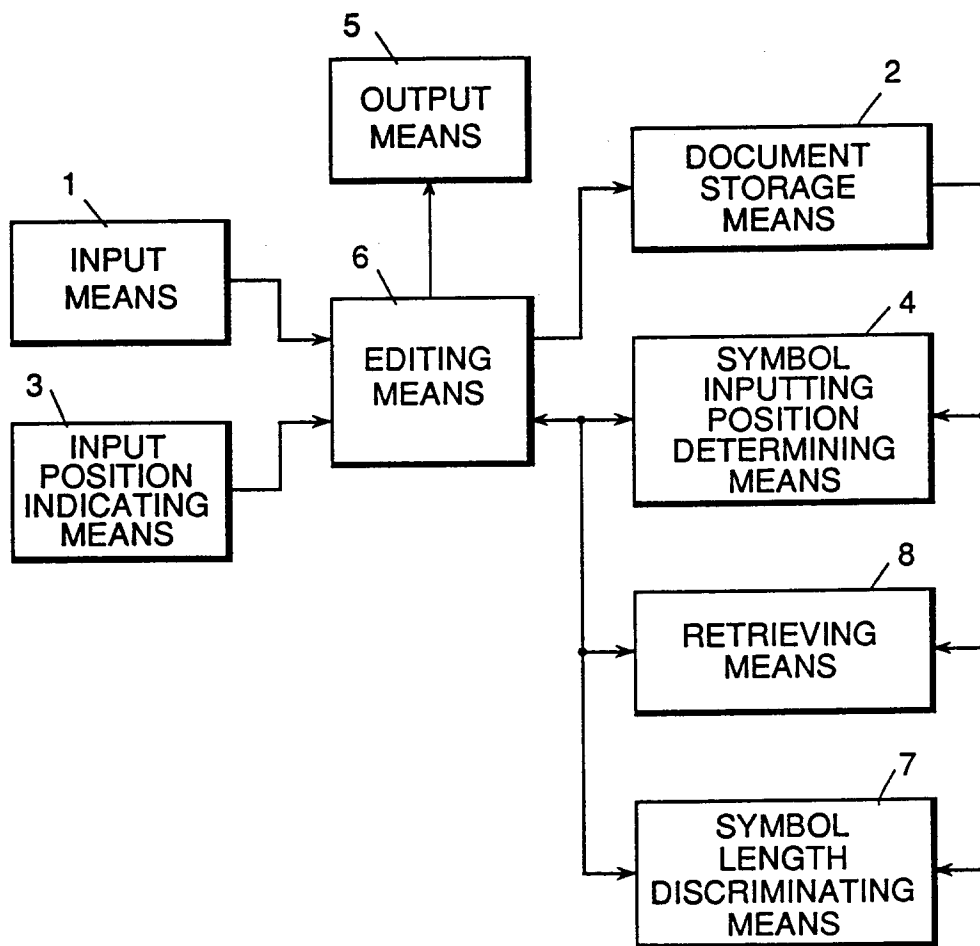 5
OUTPUT
MEANS
2
DOCUMENT
STORAGE
MEANS
1
INPUT
MEANS
6
EDITING
MEANS
4
SYMBOL
INPUTTING
POSITION
DETERMINING
MEANS
3
INPUT
POSITION
INDICATING
MEANS
8
RETRIEVING
MEANS
7
SYMBOL
LENGTH
DISCRIMINATING
MEANS